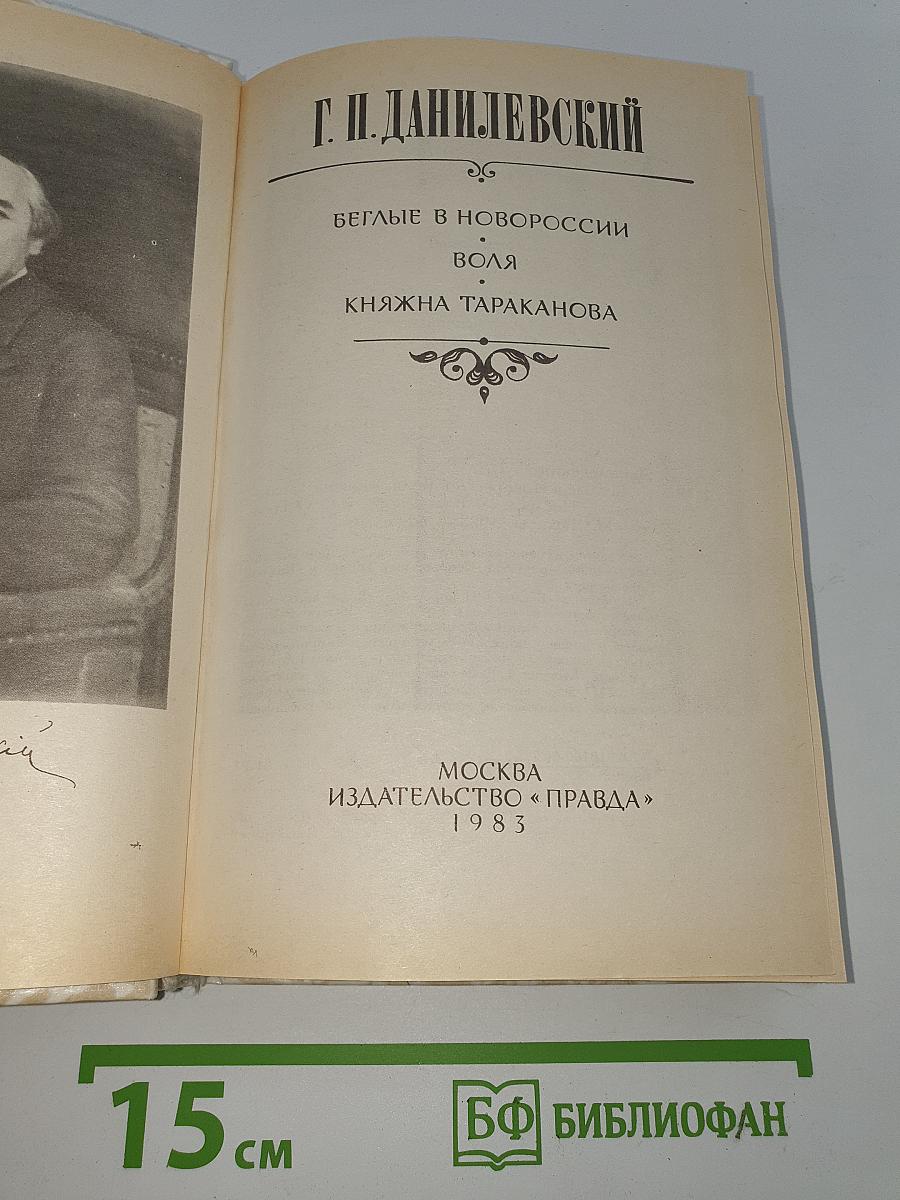 Г. П. ДАНИЛЕВСКИЙ
БЕГЛЫЕ В НОВОРОССИИ
•
ВОЛЯ
•
КНЯЖНА ТАРАКАНОВА
МОСКВА
ИЗДАТЕЛЬСТВО «ПРАВДА»
1983
15 см
БФ БИБЛИОФАН